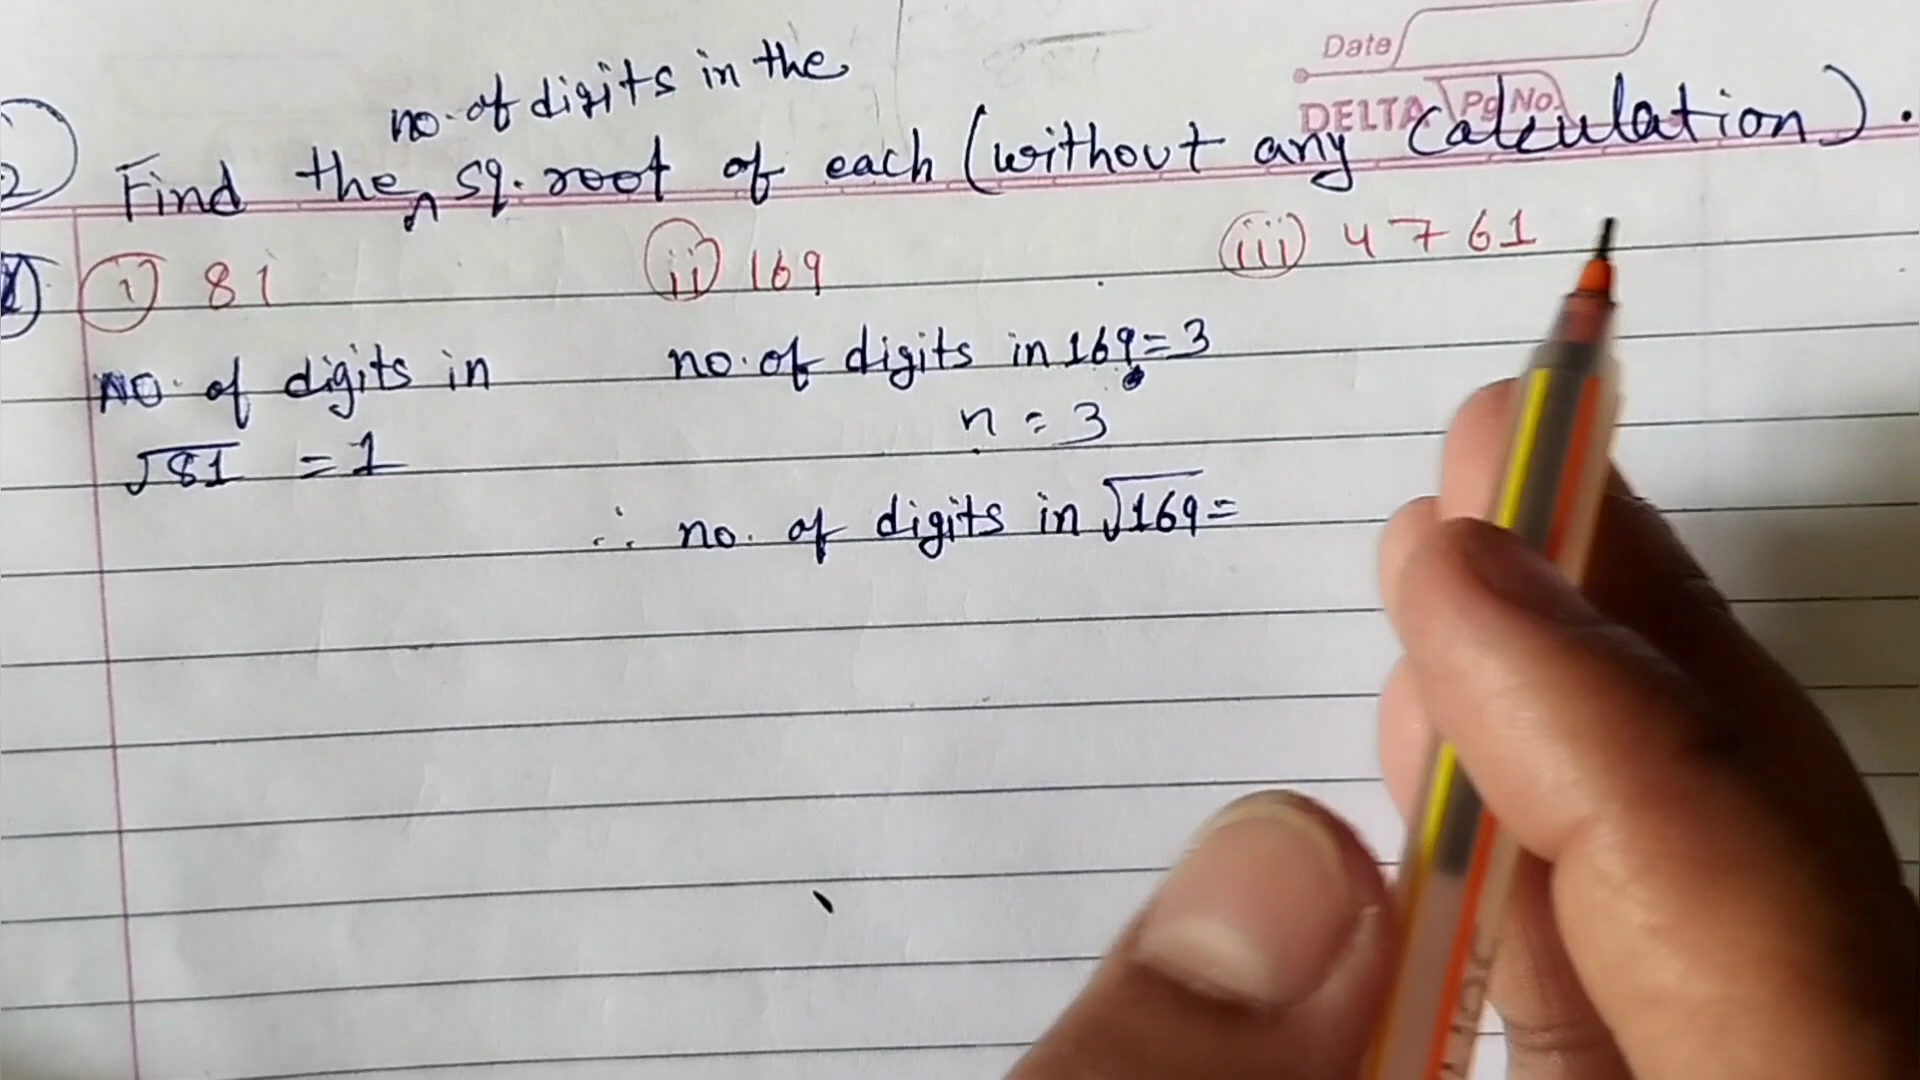 Date
DELTA Pg No.
no. of digits in the
2 Find the sq. root of each (without any calculation).
i) 81 ii) 169 iii) 4761
no. of digits in
√81 = 1
no. of digits in 169 = 3
n = 3
∴ no. of digits in √169 =